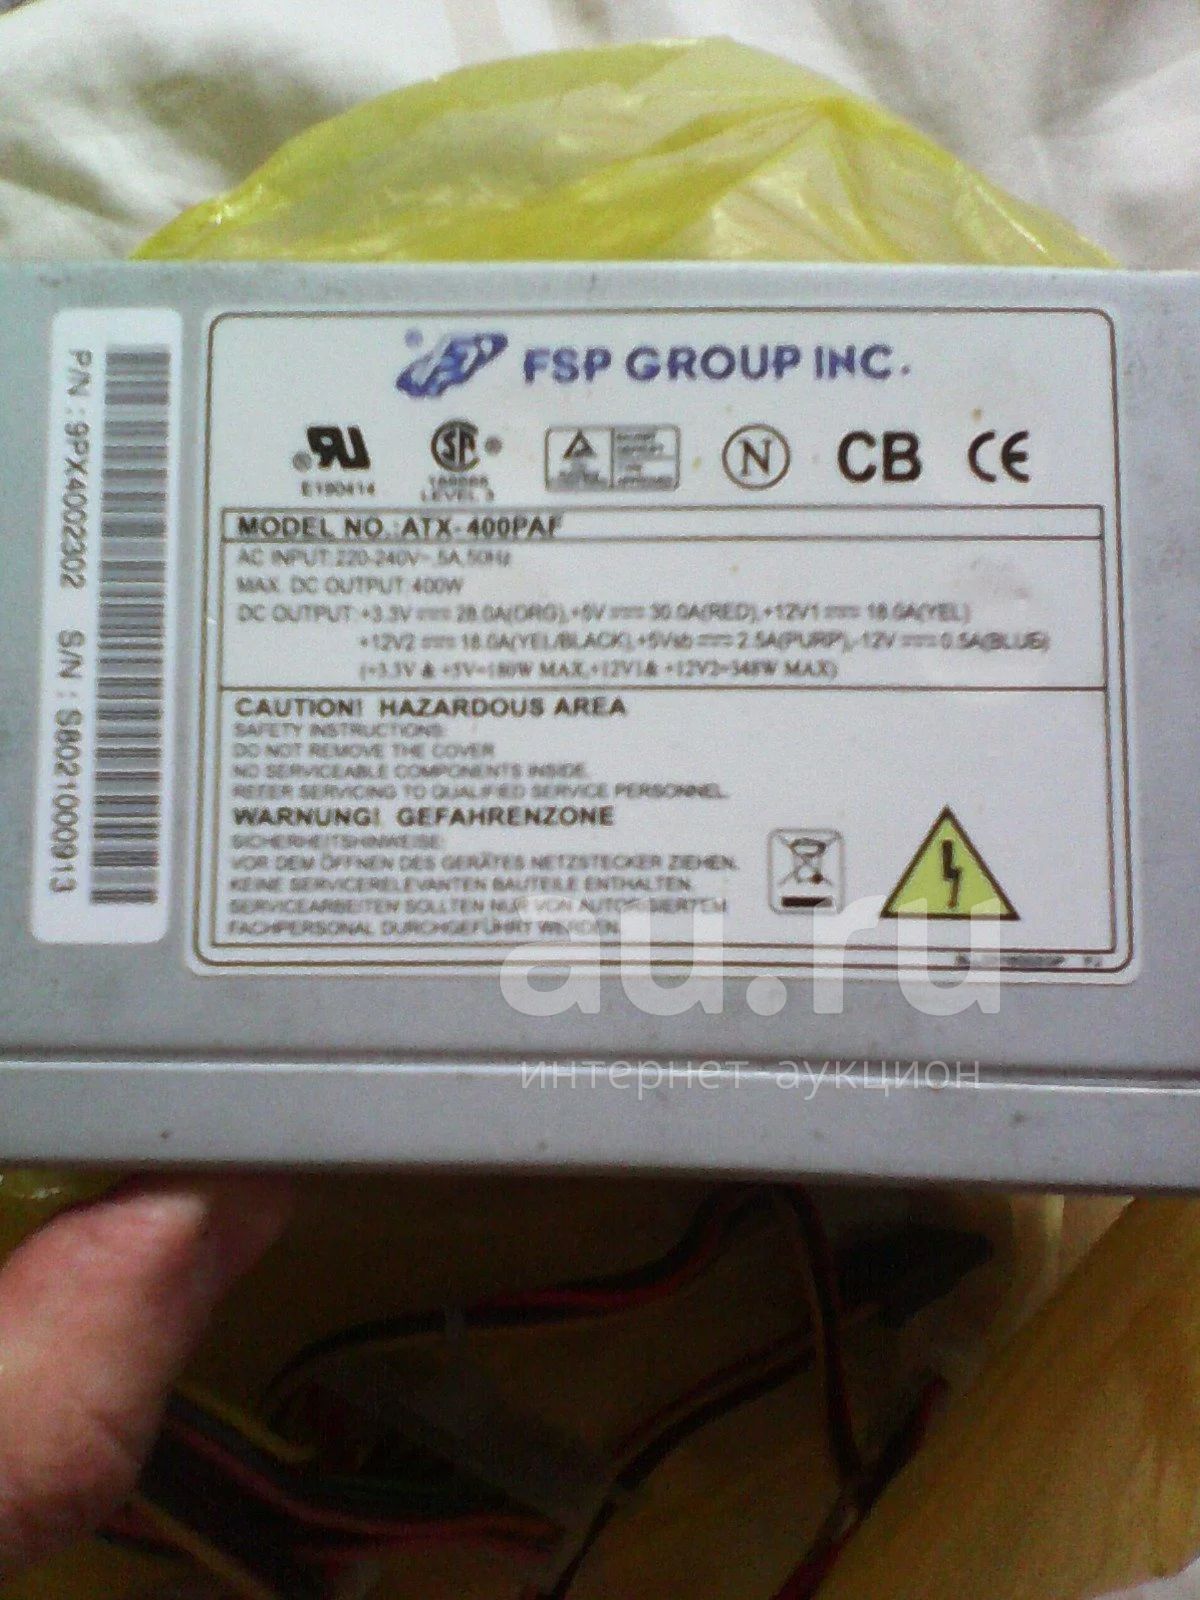 P/N : 9PX4002302 S/N : S8021000913
FSP GROUP INC.
E190414
LEVEL 3
N
CB
CE
MODEL NO.: ATX-400PAF
AC INPUT: 220-240V~, 5A, 50Hz
MAX. DC OUTPUT: 400W
DC OUTPUT: +3.3V 28.0A(ORG), +5V 30.0A(RED), +12V1 18.0A(YEL)
+12V2 18.0A(YEL/BLACK), +5Vsb 2.5A(PURP), -12V 0.5A(BLUE)
(+3.3V & +5V=180W MAX, +12V1& +12V2=348W MAX)
CAUTION! HAZARDOUS AREA
SAFETY INSTRUCTIONS:
DO NOT REMOVE THE COVER
NO SERVICEABLE COMPONENTS INSIDE.
REFER SERVICING TO QUALIFIED SERVICE PERSONNEL.
WARNUNG! GEFAHRENZONE
SICHERHEITSHINWEISE:
VOR DEM ÖFFNEN DES GERÄTES NETZSTECKER ZIEHEN.
KEINE SERVICERELEVANTEN BAUTEILE ENTHALTEN.
SERVICEARBEITEN SOLLTEN NUR VON AUTORISIERTEM
FACHPERSONAL DURCHGEFÜHRT WERDEN.
au.ru
интернет-аукцион